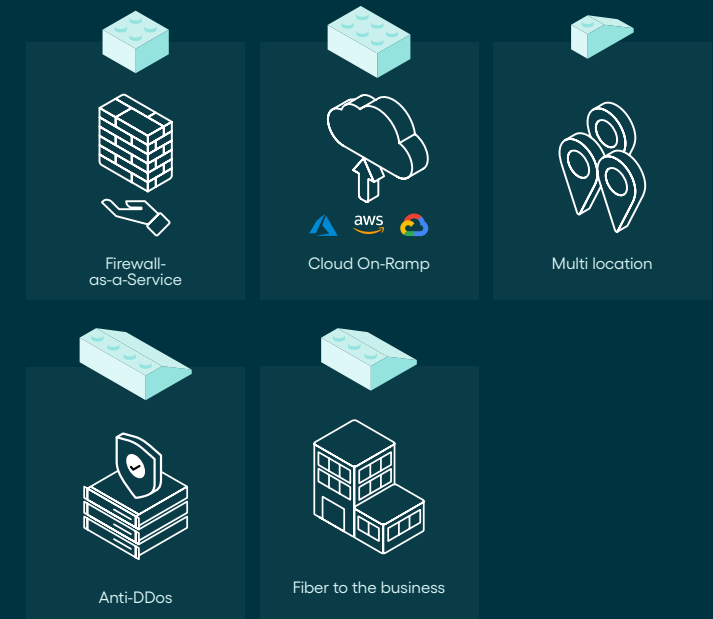 aws
Firewall-
as-a-Service
Cloud On-Ramp
Multi location
Anti-DDos
Fiber to the business